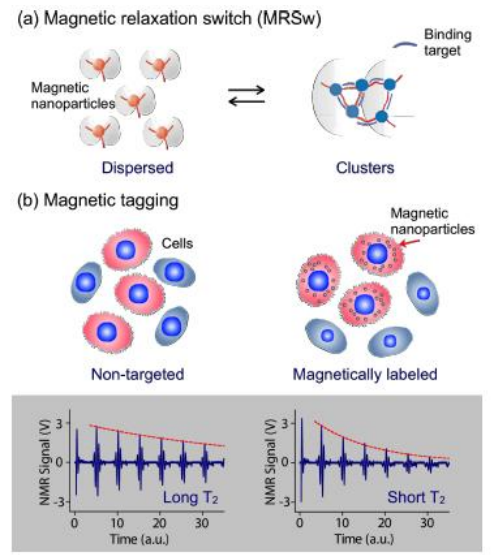 (a) Magnetic relaxation switch (MRSw)
Binding
target
Magnetic
nanoparticles
Dispersed
Clusters
(b) Magnetic tagging
Magnetic
nanoparticles
Cells
Non-targeted
Magnetically labeled
NMR Signal (V)
3
0
-3
Long T₂
0 10 20 30
Time (a.u.)
NMR Signal (V)
3
0
-3
Short T₂
0 10 20 30
Time (a.u.)